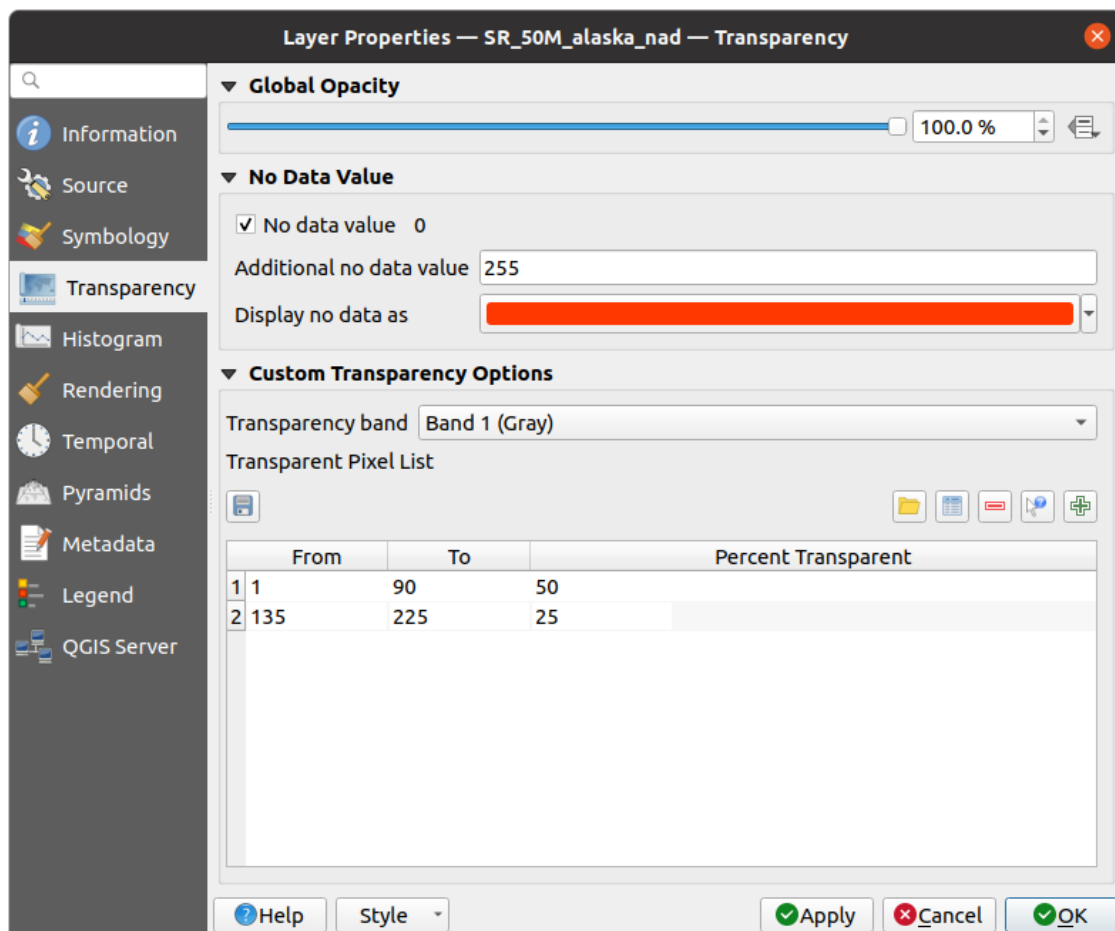 Layer Properties — SR_50M_alaska_nad — Transparency
Information
Source
Symbology
Transparency
Histogram
Rendering
Temporal
Pyramids
Metadata
Legend
QGIS Server
Global Opacity
100.0 %
No Data Value
No data value 0
Additional no data value 255
Display no data as
Custom Transparency Options
Transparency band Band 1 (Gray)
Transparent Pixel List
From To Percent Transparent
1 1 90 50
2 135 225 25
Help Style Apply Cancel OK